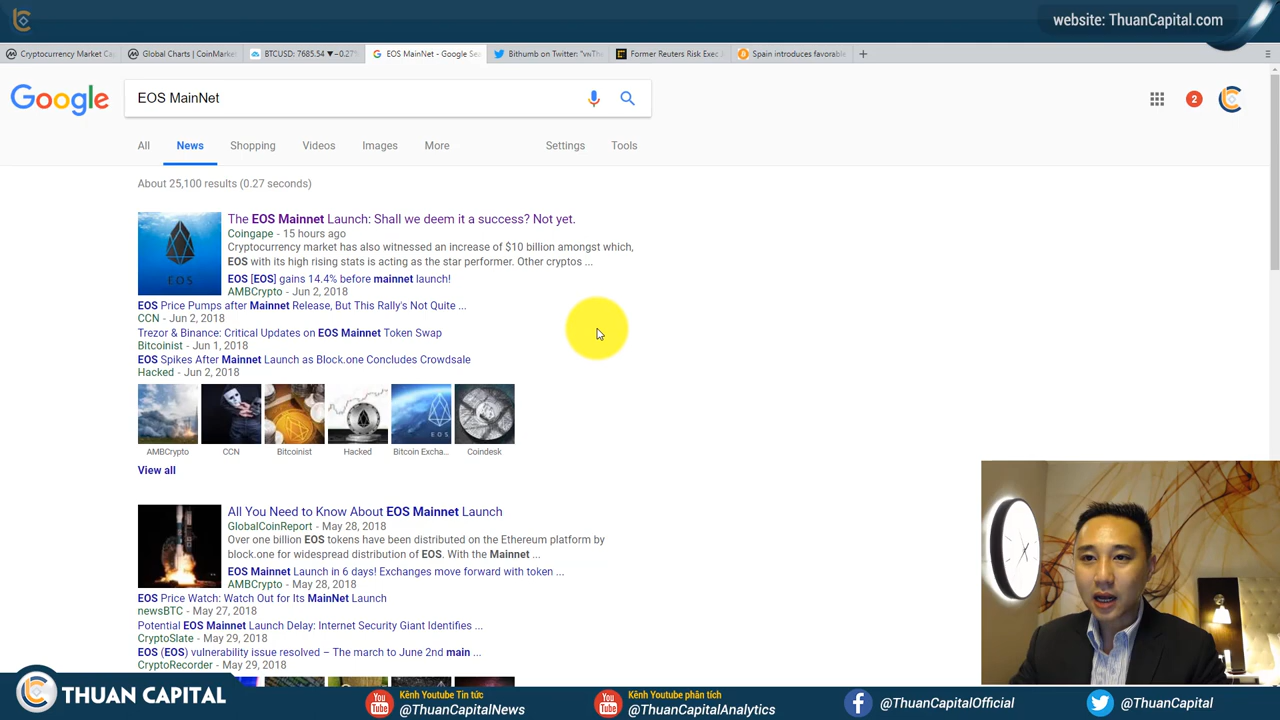 website: ThuanCapital.com
Cryptocurrency Market Ca
Global Charts | CoinMarke
BTCUSD: 7685.54 ▼−0.27%
EOS MainNet - Google Se
Bithumb on Twitter: "
Former Reuters Risk Exec
Spain introduces favorable
Google
EOS MainNet
2
All
News
Shopping
Videos
Images
More
Settings
Tools
About 25,100 results (0.27 seconds)
The EOS Mainnet Launch: Shall we deem it a success? Not yet.
Coingape - 15 hours ago
Cryptocurrency market has also witnessed an increase of $10 billion amongst which,
EOS with its high rising stats is acting as the star performer. Other cryptos ...
EOS
EOS [EOS] gains 14.4% before mainnet launch!
AMBCrypto - Jun 2, 2018
EOS Price Pumps after Mainnet Release, But This Rally's Not Quite ...
CCN - Jun 2, 2018
Trezor & Binance: Critical Updates on EOS Mainnet Token Swap
Bitcoinist - Jun 1, 2018
EOS Spikes After Mainnet Launch as Block.one Concludes Crowdsale
Hacked - Jun 2, 2018
EOS
AMBCrypto
CCN
Bitcoinist
Hacked
Bitcoin Excha...
Coindesk
View all
All You Need to Know About EOS Mainnet Launch
GlobalCoinReport - May 28, 2018
Over one billion EOS tokens have been distributed on the Ethereum platform by
block.one for widespread distribution of EOS. With the Mainnet ...
EOS Mainnet Launch in 6 days! Exchanges move forward with token ...
AMBCrypto - May 28, 2018
EOS Price Watch: Watch Out for Its MainNet Launch
newsBTC - May 27, 2018
Potential EOS Mainnet Launch Delay: Internet Security Giant Identifies ...
CryptoSlate - May 29, 2018
EOS (EOS) vulnerability issue resolved – The march to June 2nd main ...
CryptoRecorder - May 29, 2018
THUAN CAPITAL
You Tube
Kênh Youtube Tin tức
@ThuanCapitalNews
You Tube
Kênh Youtube phân tích
@ThuanCapitalAnalytics
@ThuanCapitalOfficial
@ThuanCapital